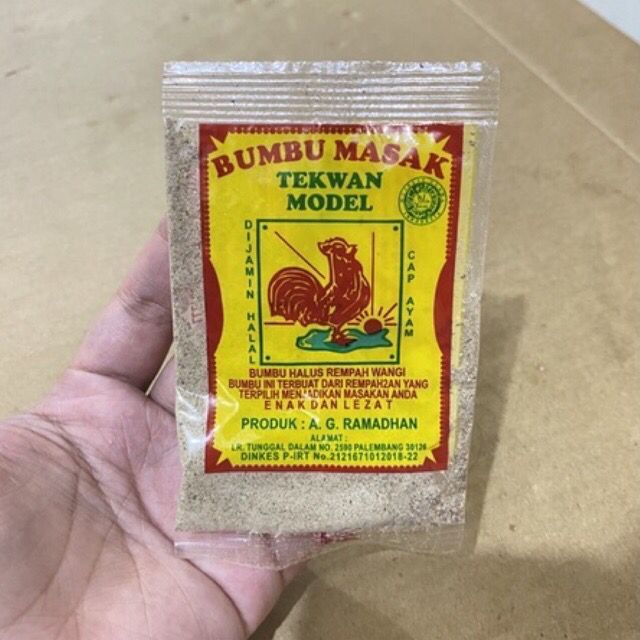 BUMBU MASAK
TEKWAN
MODEL
DIJAMIN HALAL
CAP AYAM
BUMBU HALUS REMPAH WANGI
BUMBU INI TERBUAT DARI REMPAH2AN YANG
TERPILIH MENJADIKAN MASAKAN ANDA
ENAK DAN LEZAT
PRODUK : A. G. RAMADHAN
ALAMAT :
LR. TUNGGAL DALAM NO. 2590 PALEMBANG 30126
DINKES P-IRT No. 2121671012018-22